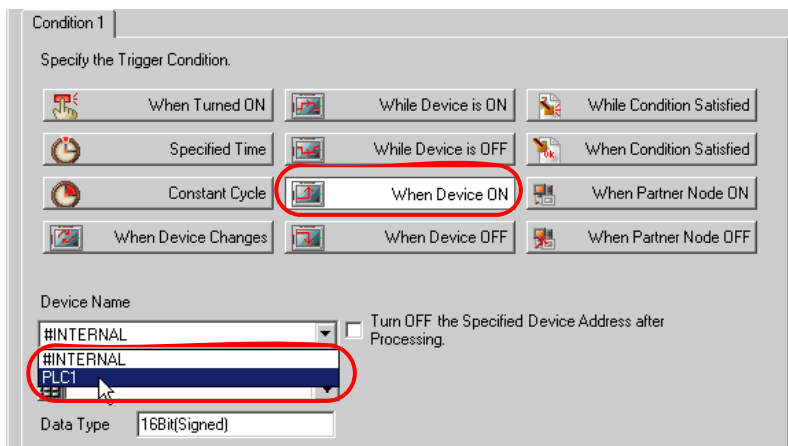 Condition 1
Specify the Trigger Condition.
When Turned ON
While Device is ON
While Condition Satisfied
Specified Time
While Device is OFF
When Condition Satisfied
Constant Cycle
When Device ON
When Partner Node ON
When Device Changes
When Device OFF
When Partner Node OFF
Device Name
#INTERNAL
Turn OFF the Specified Device Address after
Processing.
#INTERNAL
PLC1
Data Type
16Bit(Signed)